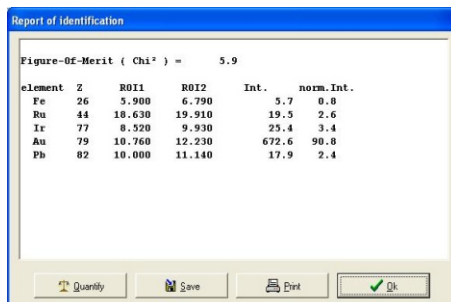 Report of identification
Figure-Of-Merit ( Chi² ) = 5.9
element Z ROI1 ROI2 Int. norm.Int.
Fe 26 5.900 6.790 5.7 0.8
Ru 44 18.630 19.910 19.5 2.6
Ir 77 8.520 9.930 25.4 3.4
Au 79 10.760 12.230 672.6 90.8
Pb 82 10.000 11.140 17.9 2.4
Quantify Save Print Ok